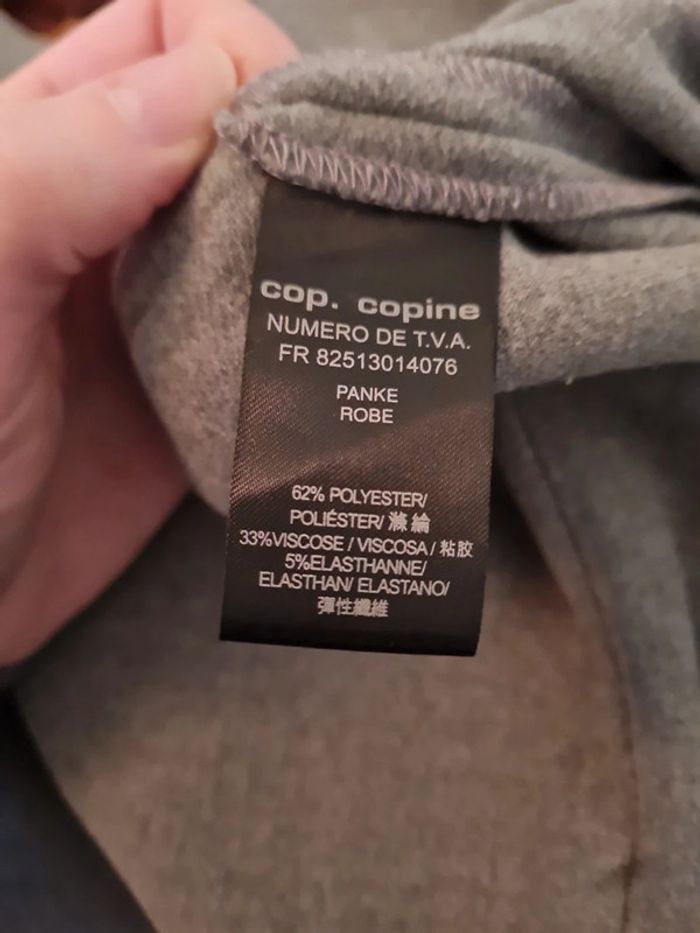 cop. copine
NUMERO DE T.V.A.
FR 82513014076
PANKE
ROBE
62% POLYESTER/
POLIÉSTER/ 滌綸
33%VISCOSE / VISCOSA / 粘胶
5%ELASTHANNE/
ELASTHAN/ ELASTANO/
彈性纖維